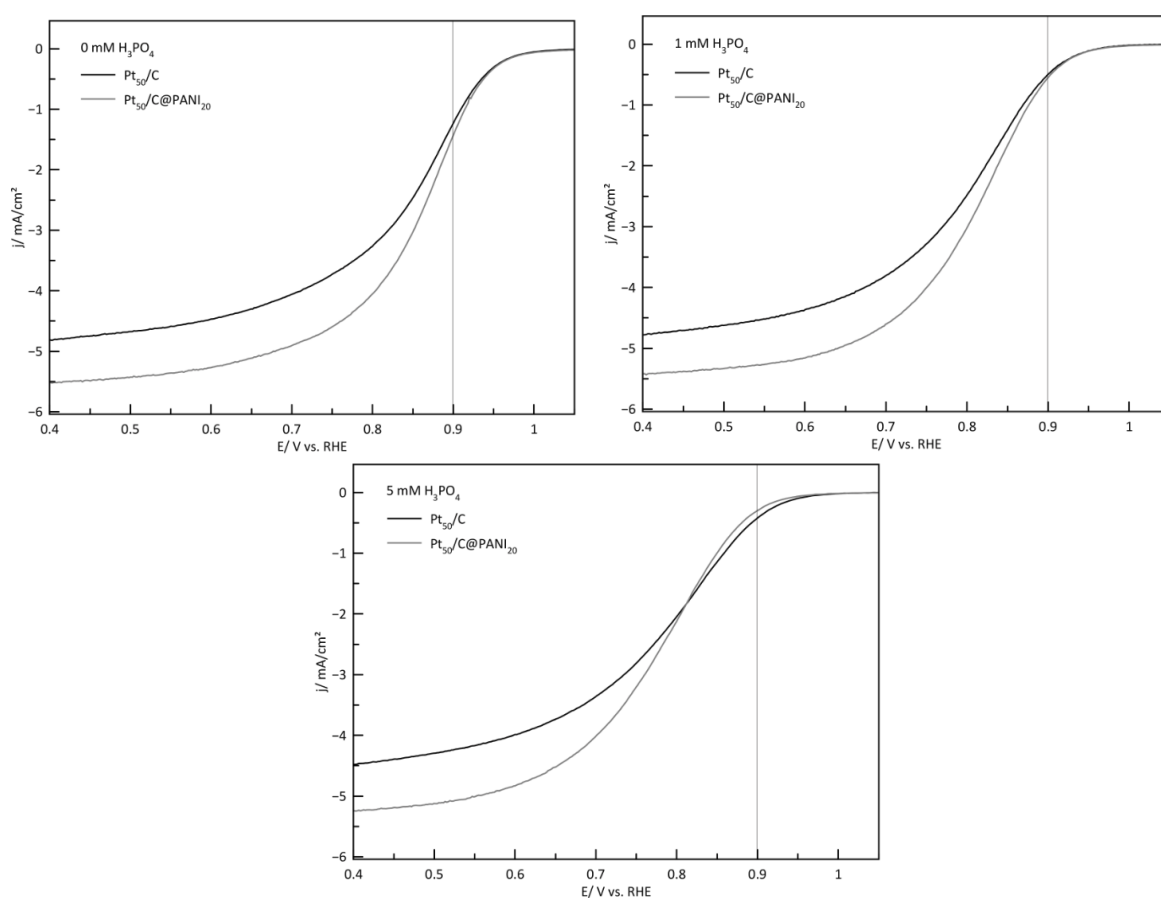 0 mM H₃PO₄
Pt₅₀/C
Pt₅₀/C@PANI₂₀
0
−1
−2
−3
−4
−5
−6
j/ mA/cm²
0.4 0.5 0.6 0.7 0.8 0.9 1
E/ V vs. RHE
1 mM H₃PO₄
Pt₅₀/C
Pt₅₀/C@PANI₂₀
0
−1
−2
−3
−4
−5
−6
j/ mA/cm²
0.4 0.5 0.6 0.7 0.8 0.9 1
E/ V vs. RHE
5 mM H₃PO₄
Pt₅₀/C
Pt₅₀/C@PANI₂₀
0
−1
−2
−3
−4
−5
−6
j/ mA/cm²
0.4 0.5 0.6 0.7 0.8 0.9 1
E/ V vs. RHE